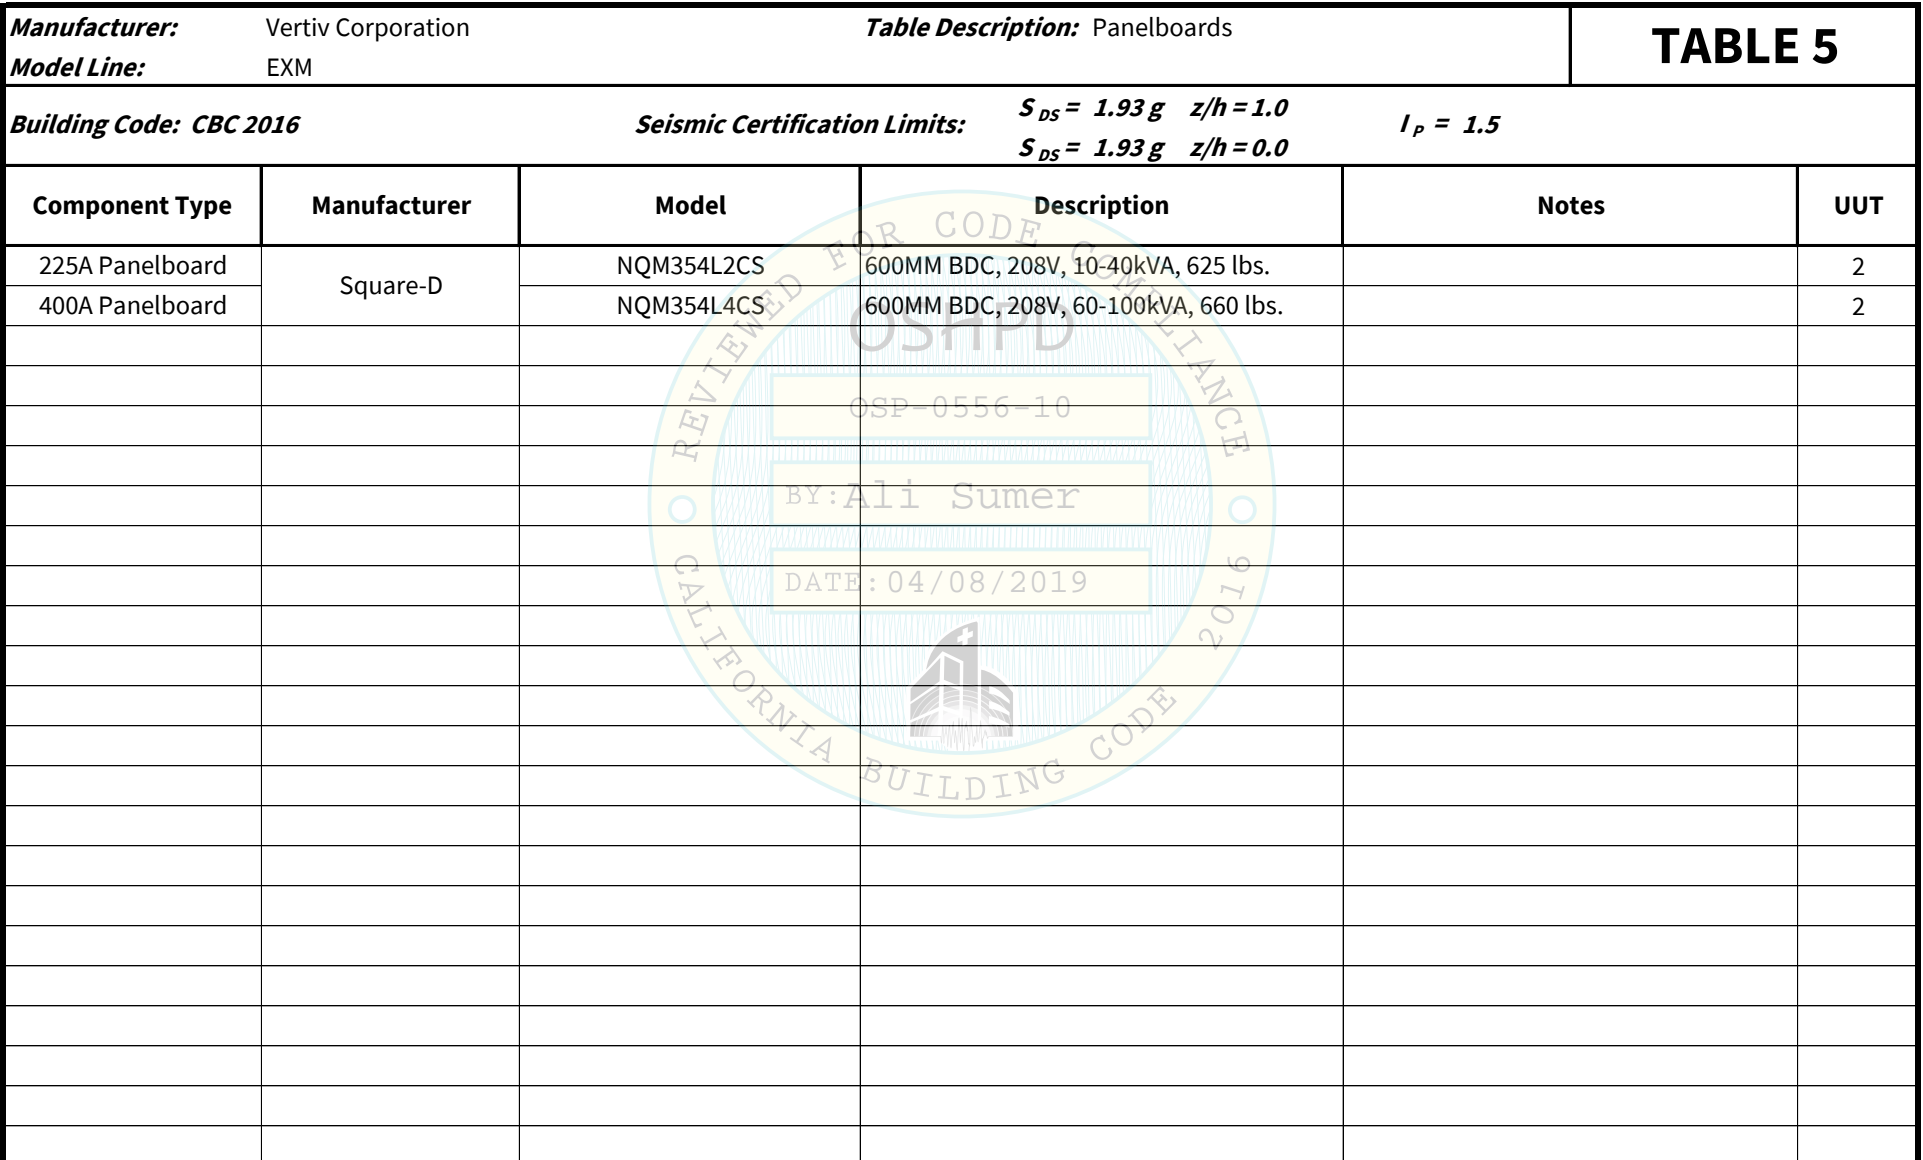 Manufacturer: Vertiv Corporation Table Description: Panelboards TABLE 5
Model Line: EXM
Building Code: CBC 2016 Seismic Certification Limits: S DS = 1.93 g z/h = 1.0 I P = 1.5
S DS = 1.93 g z/h = 0.0
Component Type Manufacturer Model Description Notes UUT
225A Panelboard Square-D NQM354L2CS 600MM BDC, 208V, 10-40kVA, 625 lbs. 2
400A Panelboard NQM354L4CS 600MM BDC, 208V, 60-100kVA, 660 lbs. 2
REVIEWED FOR CODE COMPLIANCE
OSHPD
OSP-0556-10
BY: Ali Sumer
DATE: 04/08/2019
CALIFORNIA BUILDING CODE 2016